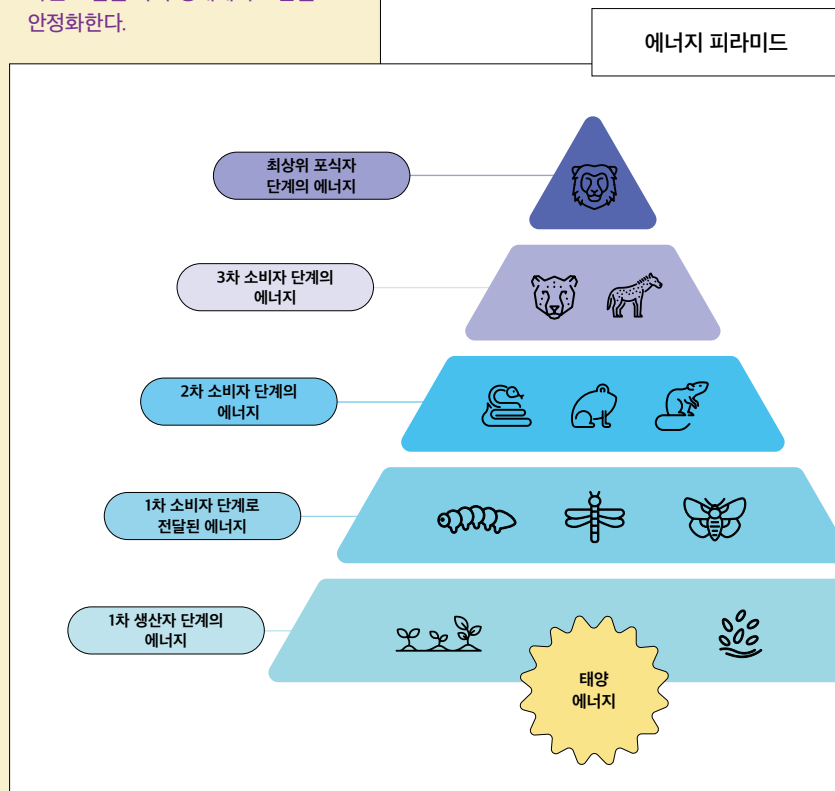 안정화한다.
에너지 피라미드
최상위 포식자
단계의 에너지
3차 소비자 단계의
에너지
2차 소비자 단계의
에너지
1차 소비자 단계로
전달된 에너지
1차 생산자 단계의
에너지
태양
에너지